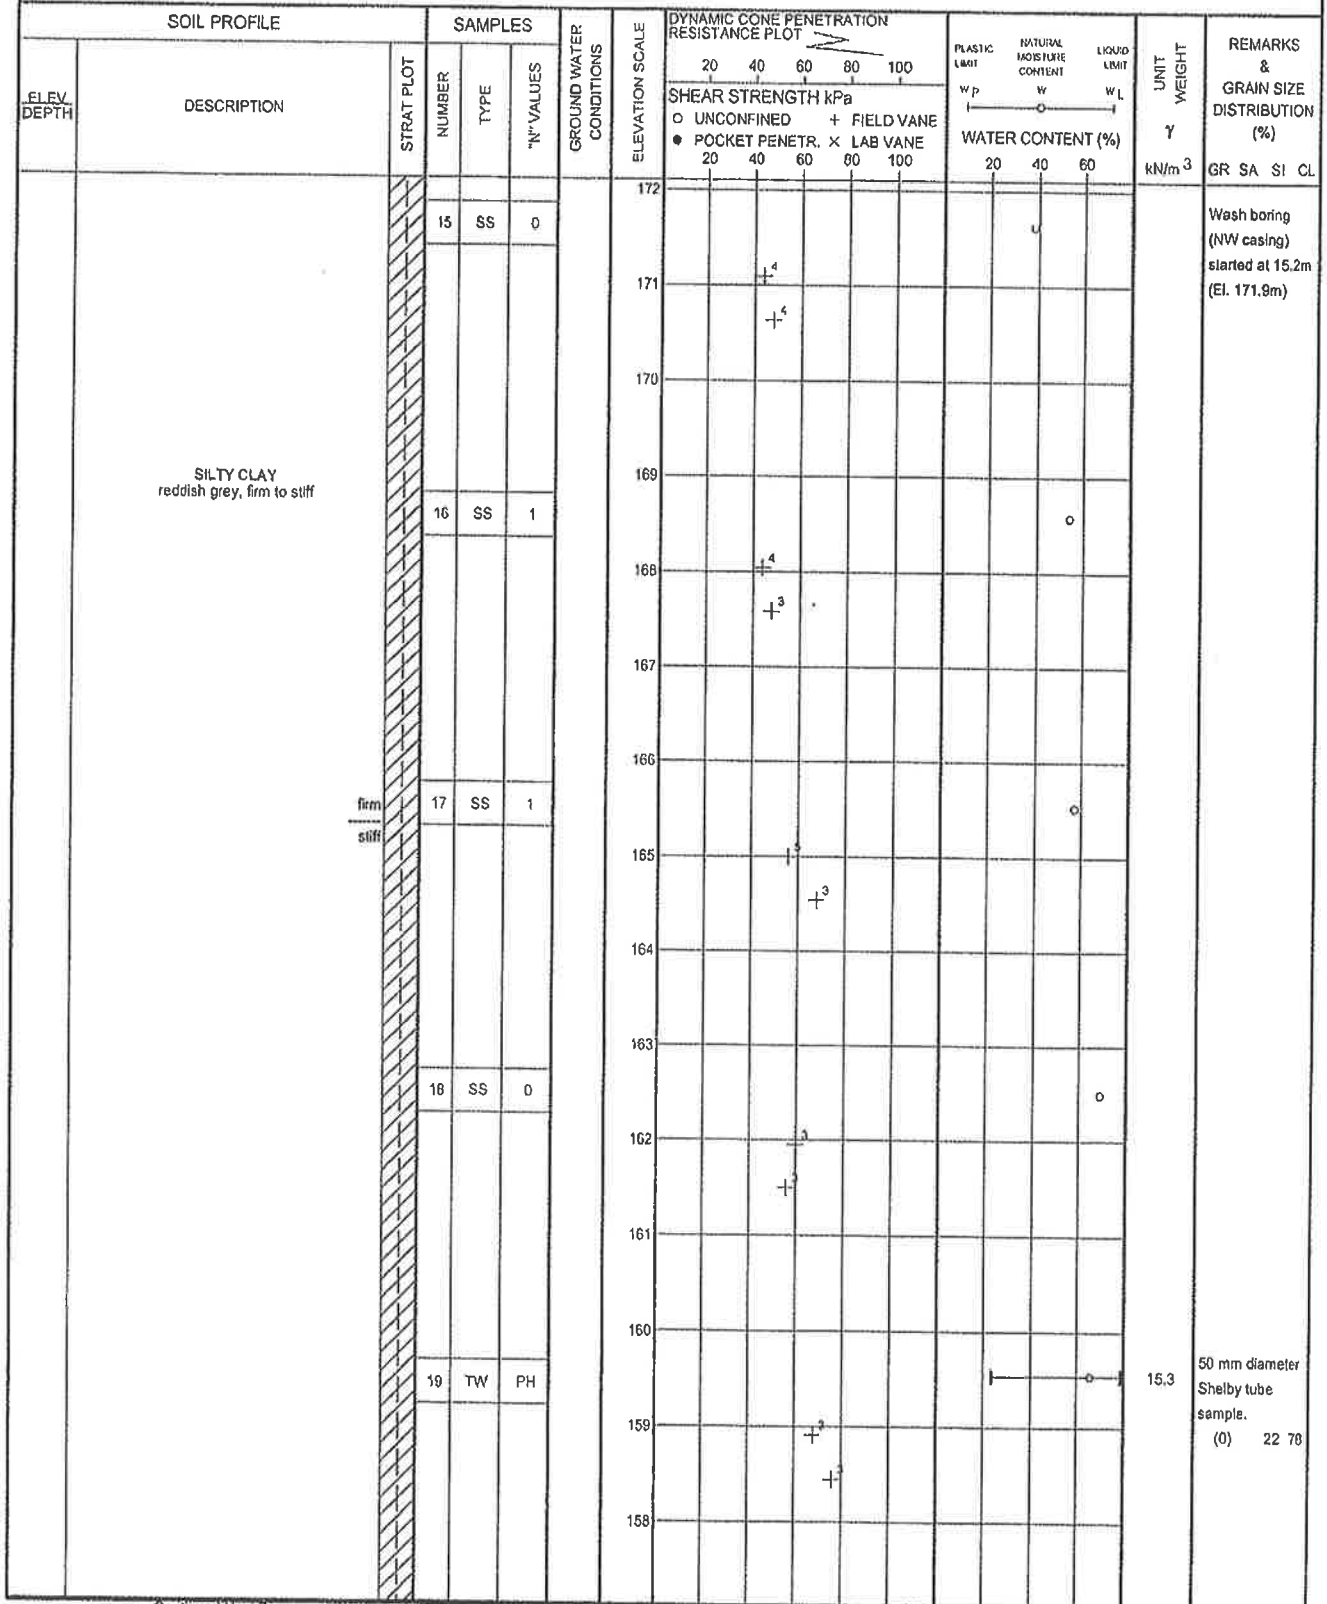 SOIL PROFILE
SAMPLES
GROUND WATER
CONDITIONS
ELEVATION SCALE
DYNAMIC CONE PENETRATION
RESISTANCE PLOT
20 40 60 80 100
PLASTIC
LIMIT
NATURAL
MOISTURE
CONTENT
LIQUID
LIMIT
UNIT
WEIGHT
REMARKS
&
GRAIN SIZE
DISTRIBUTION
(%)
ELEV
DEPTH
DESCRIPTION
STRAT PLOT
NUMBER
TYPE
"N" VALUES
SHEAR STRENGTH kPa
O UNCONFINED + FIELD VANE
● POCKET PENETR. × LAB VANE
20 40 60 80 100
wP w wL
WATER CONTENT (%)
20 40 60
γ
kN/m3
GR SA SI CL
172
15 SS 0
Wash boring
(NW casing)
started at 15.2m
(El. 171.9m)
4
171
4
170
169
SILTY CLAY
reddish grey, firm to stiff
16 SS 1
4
168
3
167
166
firm
17 SS 1
stiff
165
3
164
163
18 SS 0
162
3
161
160
19 TW PH
15.3
50 mm diameter
Shelby tube
sample.
(0) 22 78
159
158